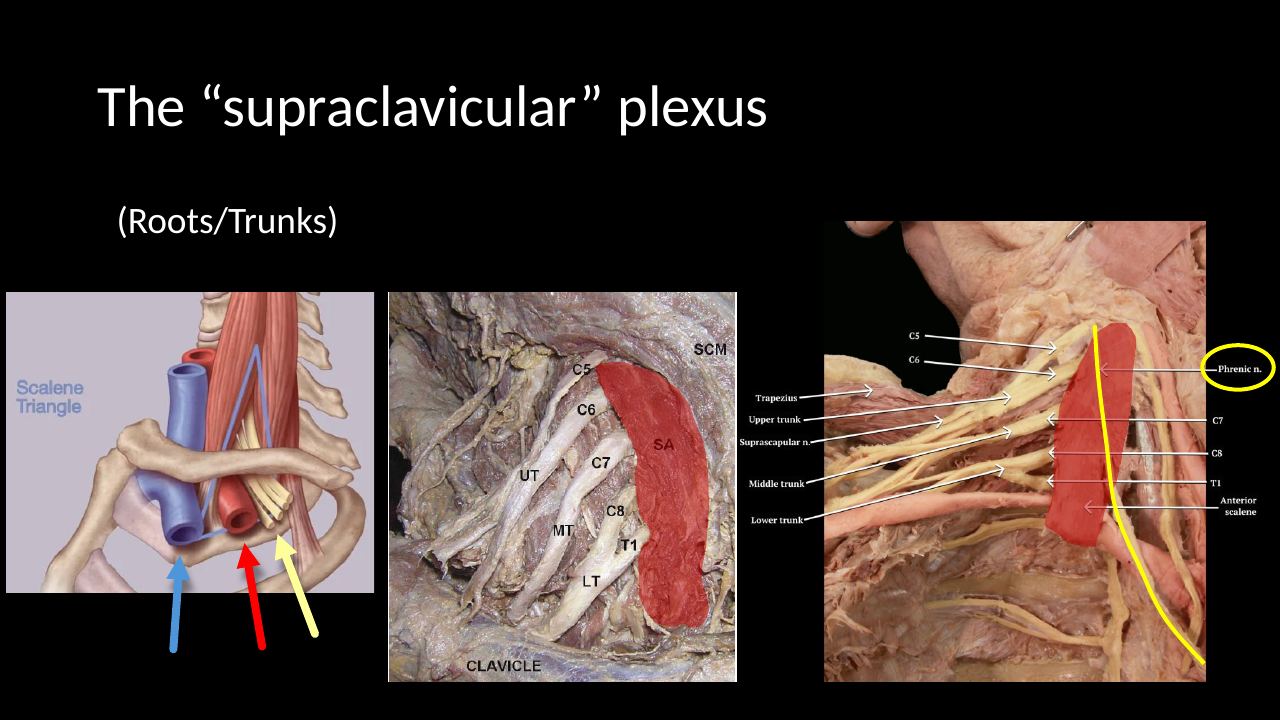 The “supraclavicular” plexus
(Roots/Trunks)
Scalene
Triangle
SCM
C5
C6
SA
C7
UT
C8
MT
T1
LT
CLAVICLE
C5
C6
Trapezius
Upper trunk
Suprascapular n.
Middle trunk
Lower trunk
Phrenic n.
C7
C8
T1
Anterior
scalene